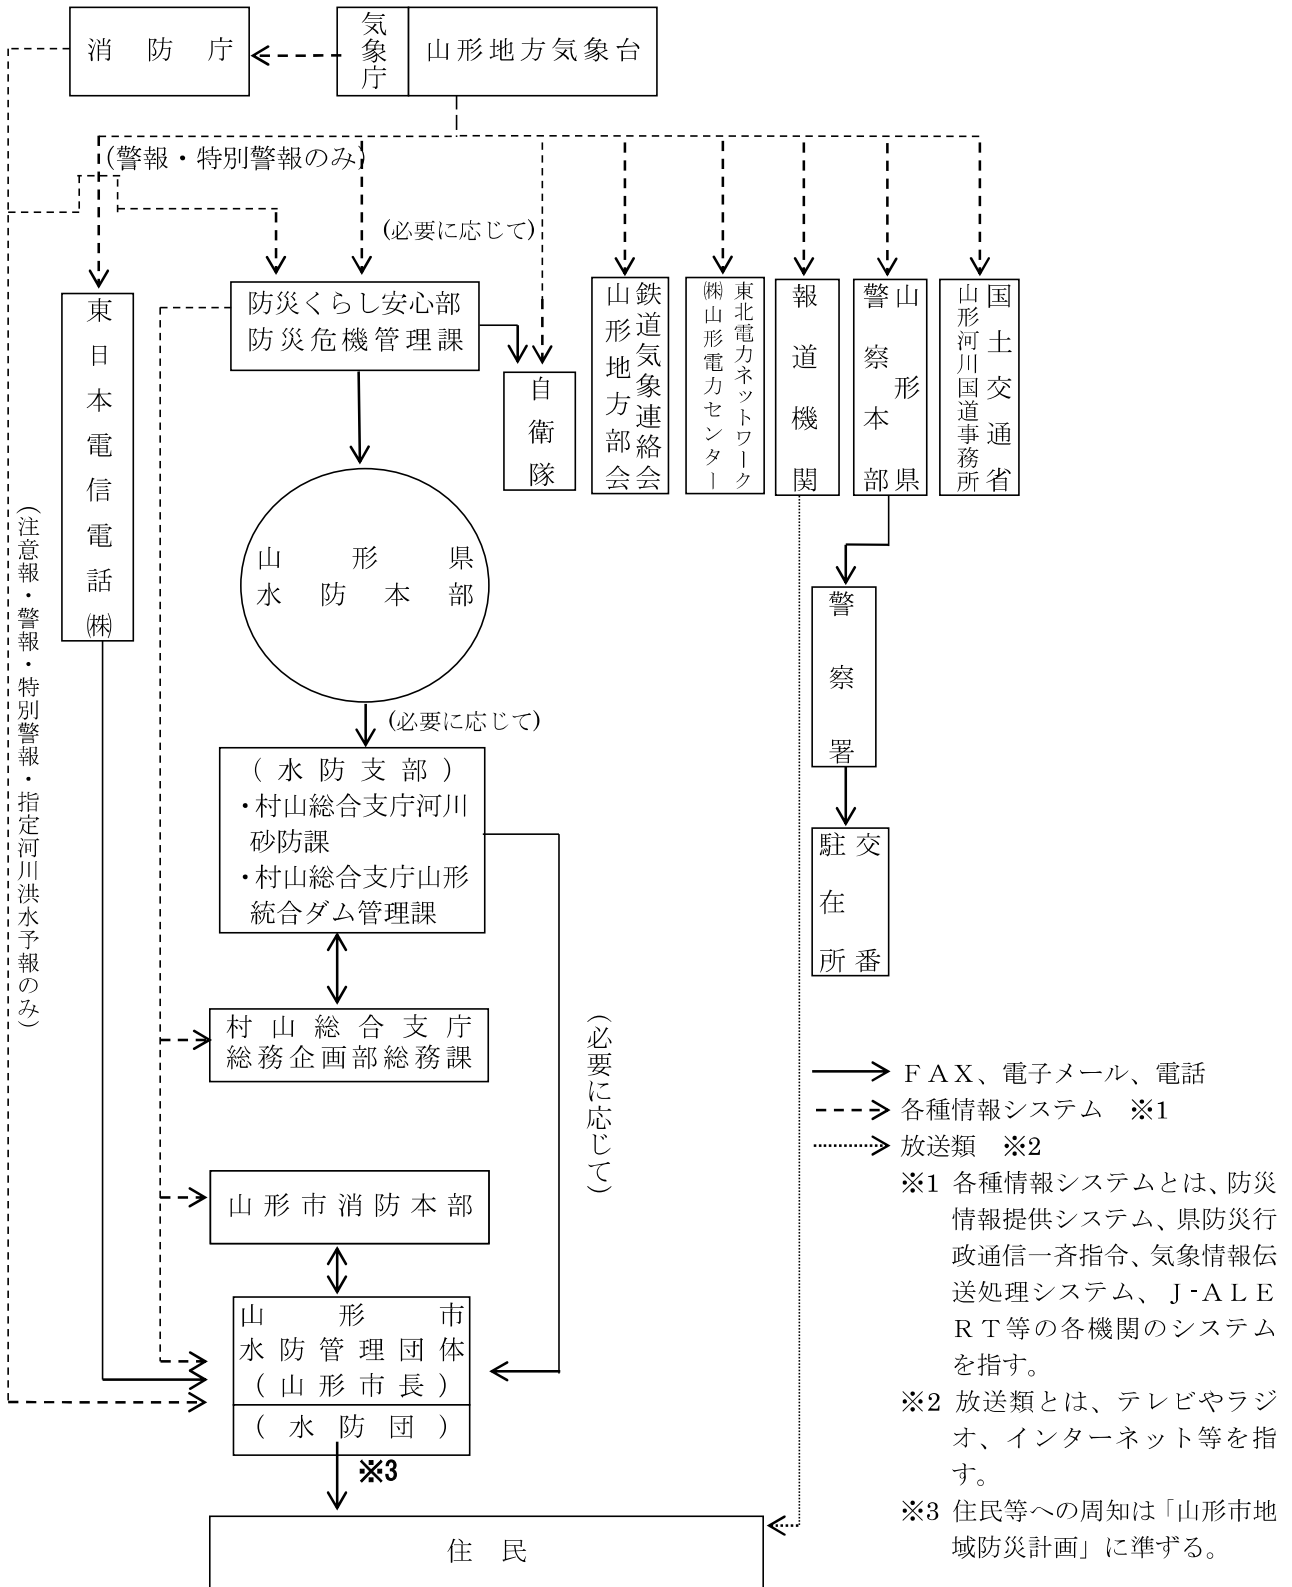 消防庁
気象庁
山形地方気象台
(警報・特別警報のみ)
(必要に応じて)
東日本電信電話㈱
防災くらし安心部
防災危機管理課
自衛隊
鉄道気象連絡会
山形地方部会
東北電力ネットワーク
㈱山形電力センター
報道機関
山形県
警察本部
国土交通省
山形河川国道事務所
(注意報・警報・特別警報・指定河川洪水予報のみ)
山形県
水防本部
警察署
(必要に応じて)
(水防支部)
・村山総合支庁河川
砂防課
・村山総合支庁山形
統合ダム管理課
交番
駐在所
村山総合支庁
総務企画部総務課
(必要に応じて)
山形市消防本部
山形市
水防管理団体
(山形市長)
(水防団)
※3
住民
ＦＡＸ、電子メール、電話
各種情報システム　※1
放送類　※2
※1 各種情報システムとは、防災
情報提供システム、県防災行
政通信一斉指令、気象情報伝
送処理システム、Ｊ-ＡＬＥ
ＲＴ等の各機関のシステム
を指す。
※2 放送類とは、テレビやラジ
オ、インターネット等を指
す。
※3 住民等への周知は「山形市地
域防災計画」に準ずる。